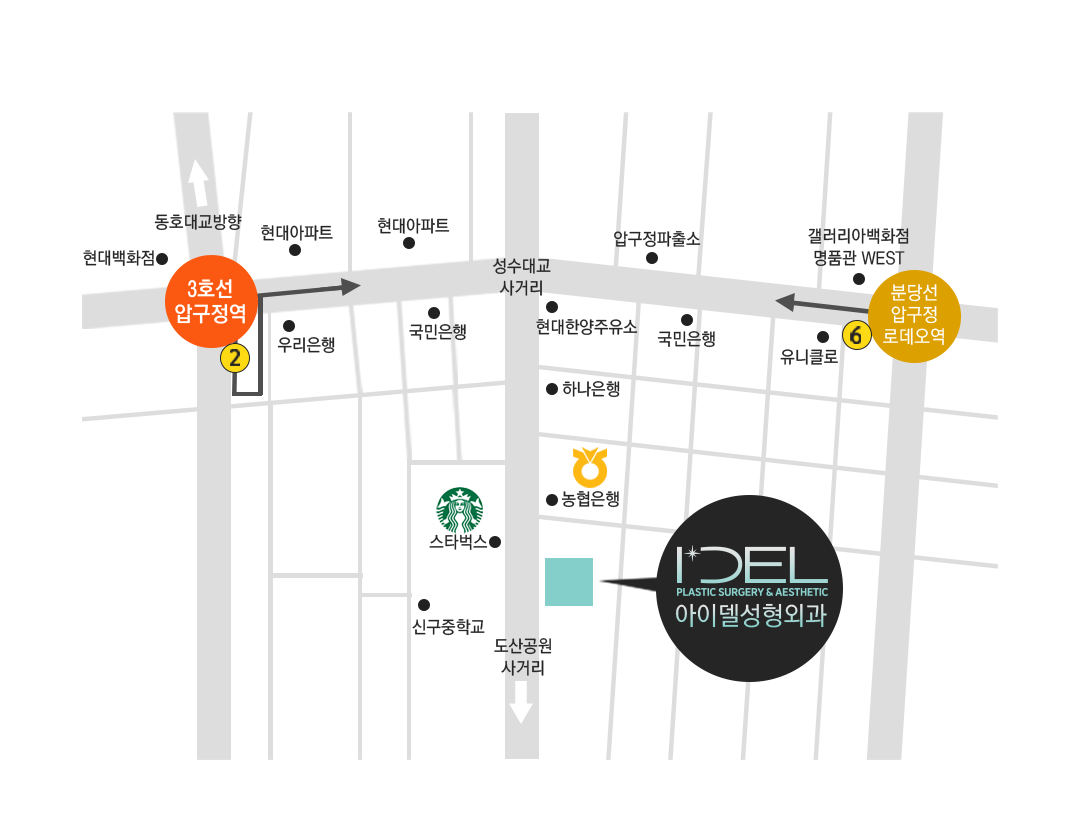 동호대교방향
현대아파트
현대아파트
현대백화점
3호선
압구정역
2
우리은행
국민은행
성수대교
사거리
현대한양주유소
압구정파출소
국민은행
갤러리아백화점
명품관 WEST
분당선
압구정
로데오역
6
유니클로
하나은행
농협은행
스타벅스
신구중학교
도산공원
사거리
IDEL
PLASTIC SURGERY & AESTHETIC
아이델성형외과